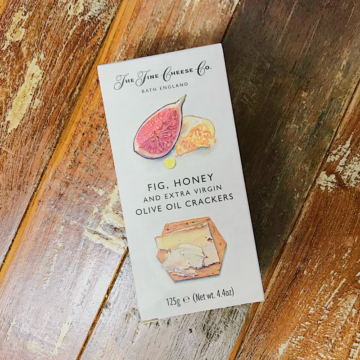 The Fine Cheese Co.
BATH ENGLAND
FIG, HONEY
AND EXTRA VIRGIN
OLIVE OIL CRACKERS
125g ℮ (Net wt. 4.4oz)